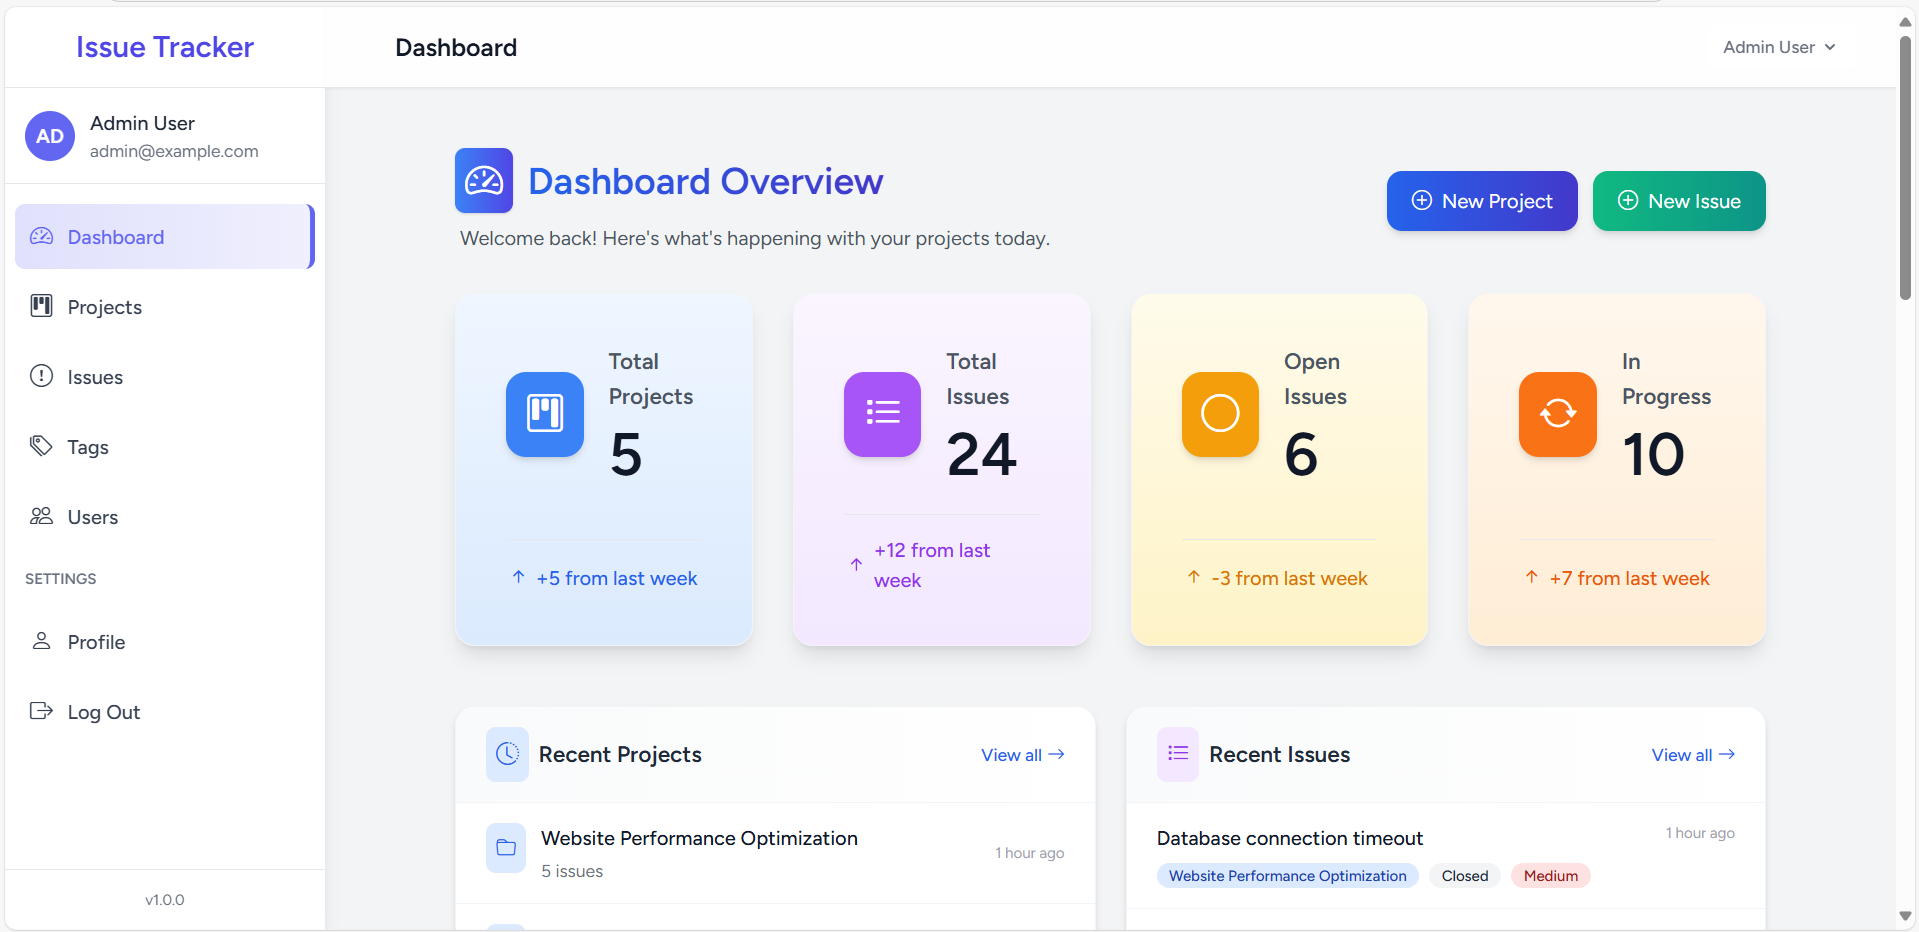 Issue Tracker
Dashboard
Admin User
AD
Admin User
admin@example.com
Dashboard
Projects
Issues
Tags
Users
SETTINGS
Profile
Log Out
v1.0.0
Dashboard Overview
Welcome back! Here's what's happening with your projects today.
New Project
New Issue
Total
Projects
5
+5 from last week
Total
Issues
24
+12 from last
week
Open
Issues
6
-3 from last week
In
Progress
10
+7 from last week
Recent Projects
View all
Website Performance Optimization
5 issues
1 hour ago
Recent Issues
View all
Database connection timeout
1 hour ago
Website Performance Optimization
Closed
Medium